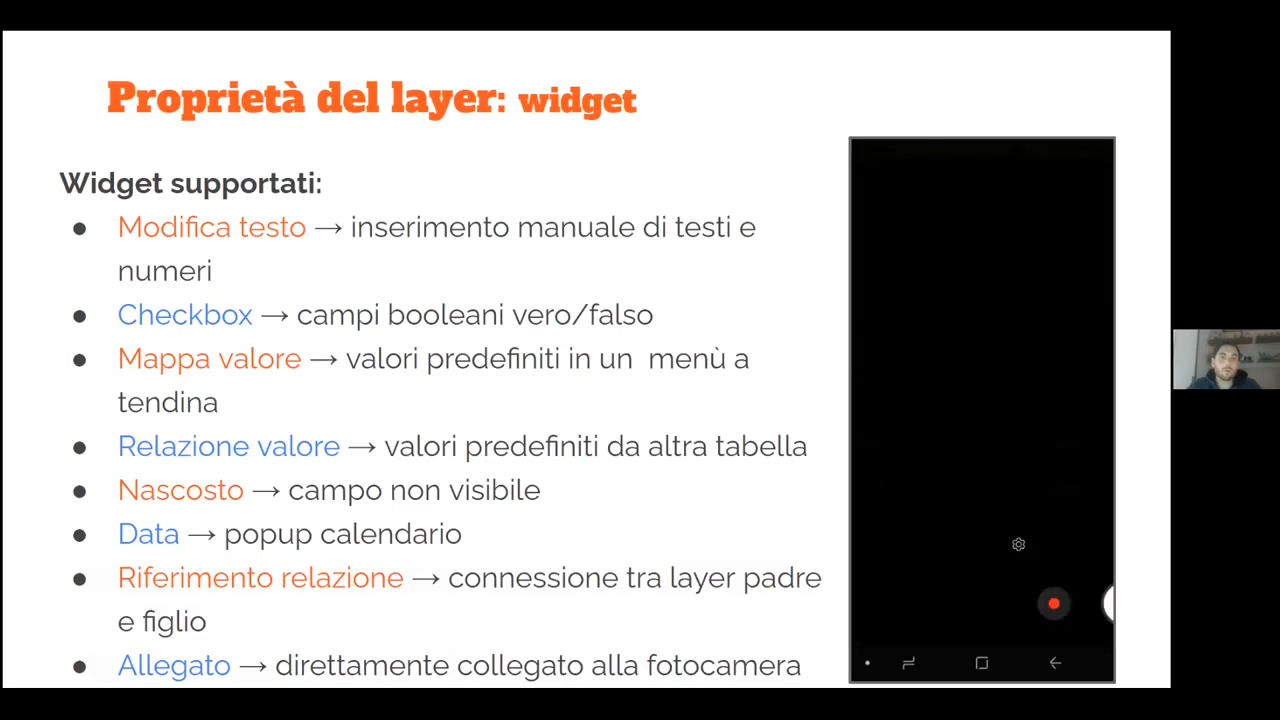 Proprietà del layer: widget
Widget supportati:
● Modifica testo → inserimento manuale di testi e
numeri
● Checkbox → campi booleani vero/falso
● Mappa valore → valori predefiniti in un menù a
tendina
● Relazione valore → valori predefiniti da altra tabella
● Nascosto → campo non visibile
● Data → popup calendario
● Riferimento relazione → connessione tra layer padre
e figlio
● Allegato → direttamente collegato alla fotocamera